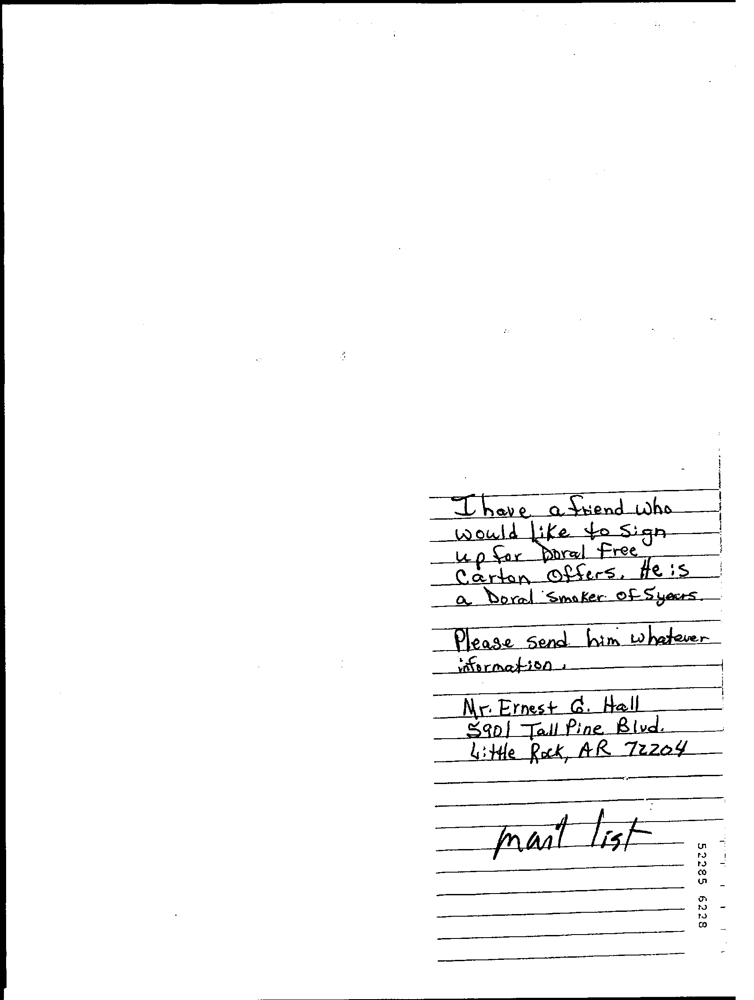 I have a friend who
would like to sign
up for Doral Free
Carton Offers. He is
a Doral smoker of 5 years.
Please send him whatever
information.
Mr. Ernest G. Hall
5901 Tall Pine Blvd.
Little Rock, AR 72204
mail list
52285 6228